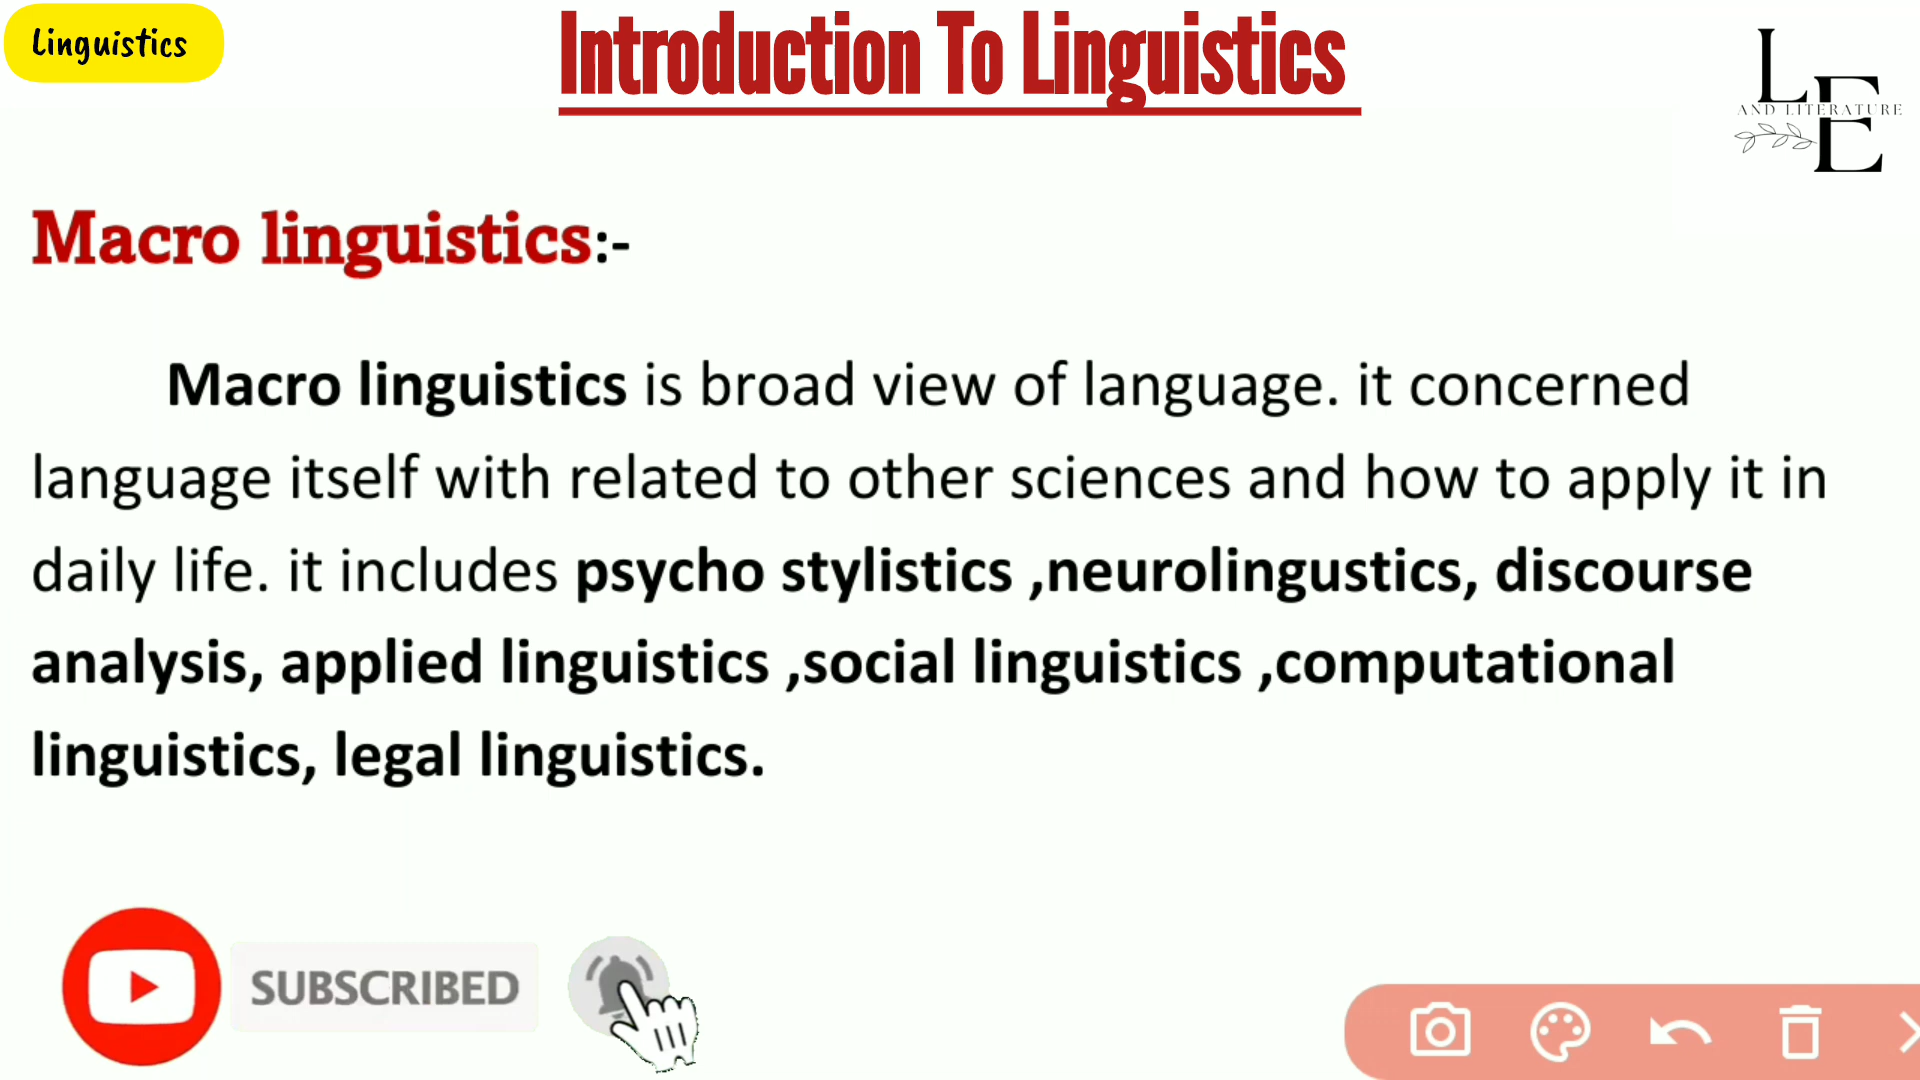 Linguistics
Introduction To Linguistics
L E
AND LITERATURE
Macro linguistics:-
Macro linguistics is broad view of language. it concerned
language itself with related to other sciences and how to apply it in
daily life. it includes psycho stylistics ,neurolingustics, discourse
analysis, applied linguistics ,social linguistics ,computational
linguistics, legal linguistics.
SUBSCRIBED